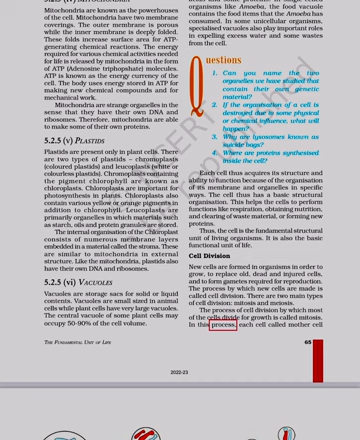 5.2.5 (iv) MITOCHONDRIA
Mitochondria are known as the powerhouses
of the cell. Mitochondria have two membrane
coverings. The outer membrane is porous
while the inner membrane is deeply folded.
These folds increase surface area for ATP-
generating chemical reactions. The energy
required for various chemical activities needed
for life is released by mitochondria in the form
of ATP (Adenosine triphosphate) molecules.
ATP is known as the energy currency of the
cell. The body uses energy stored in ATP for
making new chemical compounds and for
mechanical work.
Mitochondria are strange organelles in the
sense that they have their own DNA and
ribosomes. Therefore, mitochondria are able
to make some of their own proteins.
5.2.5 (v) PLASTIDS
Plastids are present only in plant cells. There
are two types of plastids – chromoplasts
(coloured plastids) and leucoplasts (white or
colourless plastids). Chromoplasts containing
the pigment chlorophyll are known as
chloroplasts. Chloroplasts are important for
photosynthesis in plants. Chloroplasts also
contain various yellow or orange pigments in
addition to chlorophyll. Leucoplasts are
primarily organelles in which materials such
as starch, oils and protein granules are stored.
The internal organisation of the Chloroplast
consists of numerous membrane layers
embedded in a material called the stroma. These
are similar to mitochondria in external
structure. Like the mitochondria, plastids also
have their own DNA and ribosomes.
5.2.5 (vi) VACUOLES
Vacuoles are storage sacs for solid or liquid
contents. Vacuoles are small sized in animal
cells while plant cells have very large vacuoles.
The central vacuole of some plant cells may
occupy 50-90% of the cell volume.
organelles like Amoeba, the food vacuole
contains the food items that the Amoeba has
consumed. In some unicellular organisms,
specialised vacuoles also play important roles
in expelling excess water and some wastes
from the cell.
Questions
1. Can you name the two
organelles we have studied that
contain their own genetic
material?
2. If the organisation of a cell is
destroyed due to some physical
or chemical influence, what will
happen?
3. Why are lysosomes known as
suicide bags?
4. Where are proteins synthesised
inside the cell?
Each cell thus acquires its structure and
ability to function because of the organisation
of its membrane and organelles in specific
ways. The cell thus has a basic structural
organisation. This helps the cells to perform
functions like respiration, obtaining nutrition,
and clearing of waste material, or forming new
proteins.
Thus, the cell is the fundamental structural
unit of living organisms. It is also the basic
functional unit of life.
Cell Division
New cells are formed in organisms in order to
grow, to replace old, dead and injured cells,
and to form gametes required for reproduction.
The process by which new cells are made is
called cell division. There are two main types
of cell division: mitosis and meiosis.
The process of cell division by which most
of the cells divide for growth is called mitosis.
In this process, each cell called mother cell
THE FUNDAMENTAL UNIT OF LIFE
65
2022-23